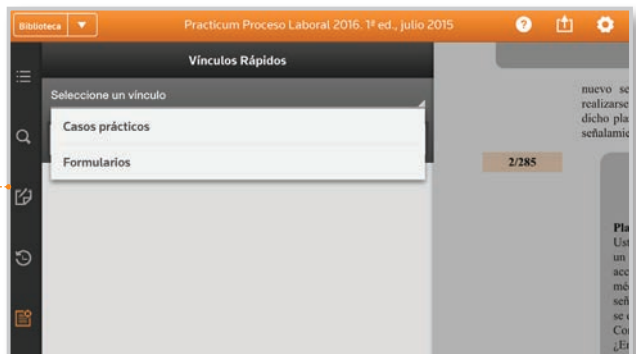 Biblioteca
Practicum Proceso Laboral 2016. 1ª ed., julio 2015
?
Vínculos Rápidos
Seleccione un vínculo
Casos prácticos
Formularios
nuevo se
realizarse
dicho pla
señalamie
2/285
Pla
Ust
un
acc
mé
señ
se
Co
¿E